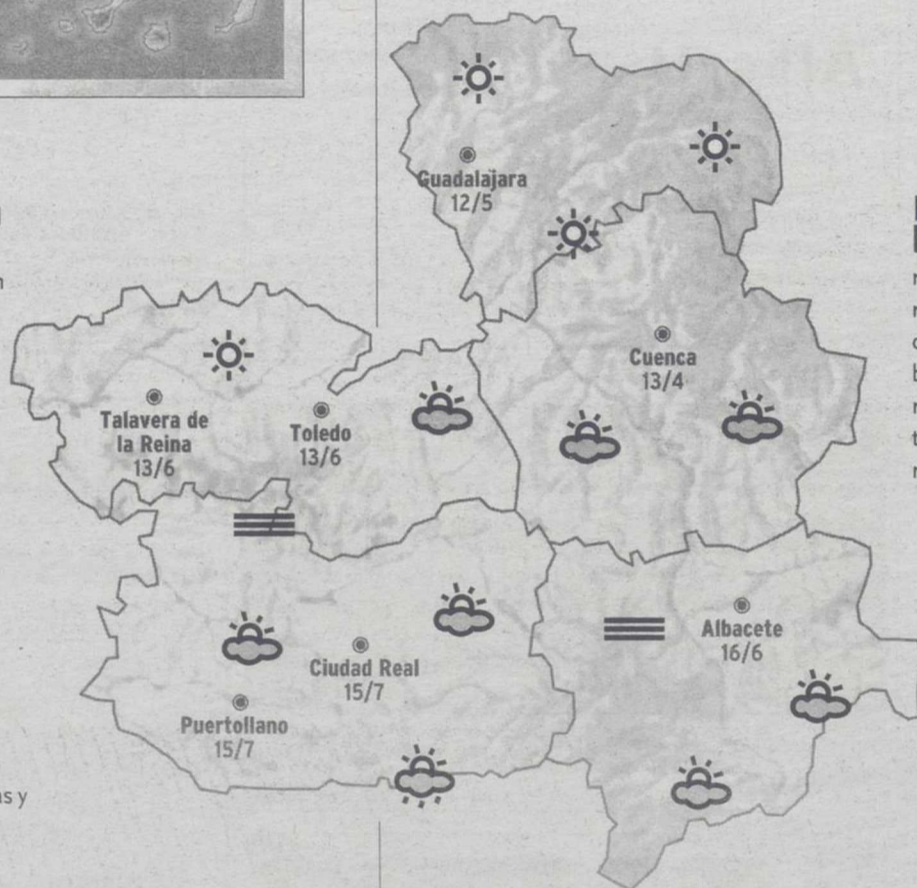 Guadalajara
12/5
Cuenca
13/4
Talavera de
la Reina
13/6
Toledo
13/6
Albacete
16/6
Ciudad Real
15/7
Puertollano
15/7
y